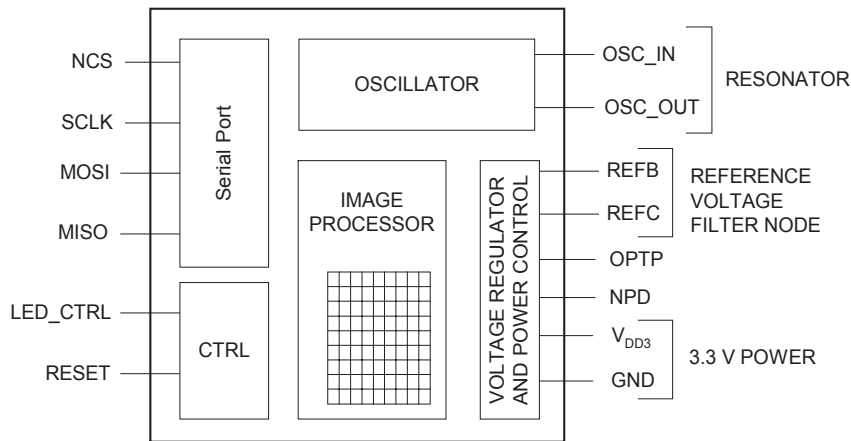 NCS
SCLK
MOSI
MISO
LED_CTRL
RESET
Serial Port
CTRL
OSCILLATOR
IMAGE
PROCESSOR
VOLTAGE REGULATOR
AND POWER CONTROL
OSC_IN
OSC_OUT
RESONATOR
REFB
REFC
REFERENCE
VOLTAGE
FILTER NODE
OPTP
NPD
VDD3
GND
3.3 V POWER